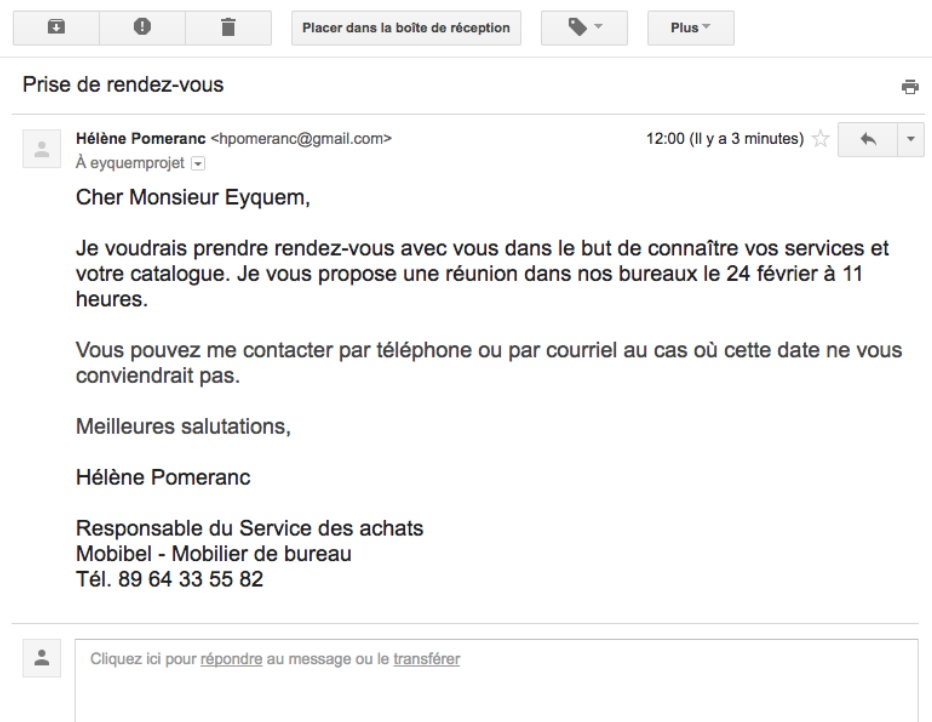 Placer dans la boîte de réception
Plus
Prise de rendez-vous
Hélène Pomeranc <hpomeranc@gmail.com>
12:00 (Il y a 3 minutes)
À eyquemprojet
Cher Monsieur Eyquem,
Je voudrais prendre rendez-vous avec vous dans le but de connaître vos services et
votre catalogue. Je vous propose une réunion dans nos bureaux le 24 février à 11
heures.
Vous pouvez me contacter par téléphone ou par courriel au cas où cette date ne vous
conviendrait pas.
Meilleures salutations,
Hélène Pomeranc
Responsable du Service des achats
Mobibel - Mobilier de bureau
Tél. 89 64 33 55 82
Cliquez ici pour répondre au message ou le transférer